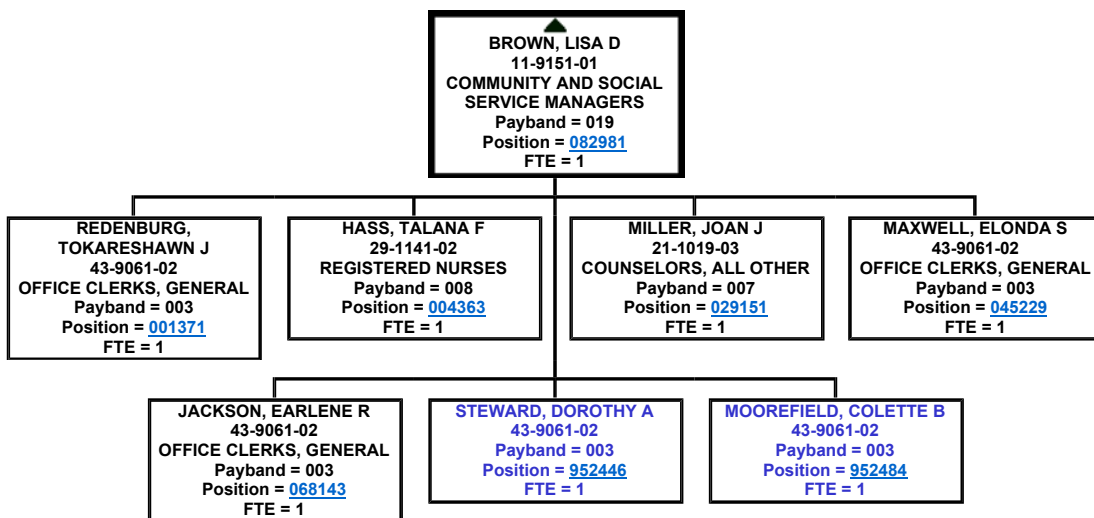 BROWN, LISA D
11-9151-01
COMMUNITY AND SOCIAL
SERVICE MANAGERS
Payband = 019
Position = 082981
FTE = 1
REDENBURG,
TOKARESHAWN J
43-9061-02
OFFICE CLERKS, GENERAL
Payband = 003
Position = 001371
FTE = 1
HASS, TALANA F
29-1141-02
REGISTERED NURSES
Payband = 008
Position = 004363
FTE = 1
MILLER, JOAN J
21-1019-03
COUNSELORS, ALL OTHER
Payband = 007
Position = 029151
FTE = 1
MAXWELL, ELONDA S
43-9061-02
OFFICE CLERKS, GENERAL
Payband = 003
Position = 045229
FTE = 1
JACKSON, EARLENE R
43-9061-02
OFFICE CLERKS, GENERAL
Payband = 003
Position = 068143
FTE = 1
STEWARD, DOROTHY A
43-9061-02
Payband = 003
Position = 952446
FTE = 1
MOOREFIELD, COLETTE B
43-9061-02
Payband = 003
Position = 952484
FTE = 1